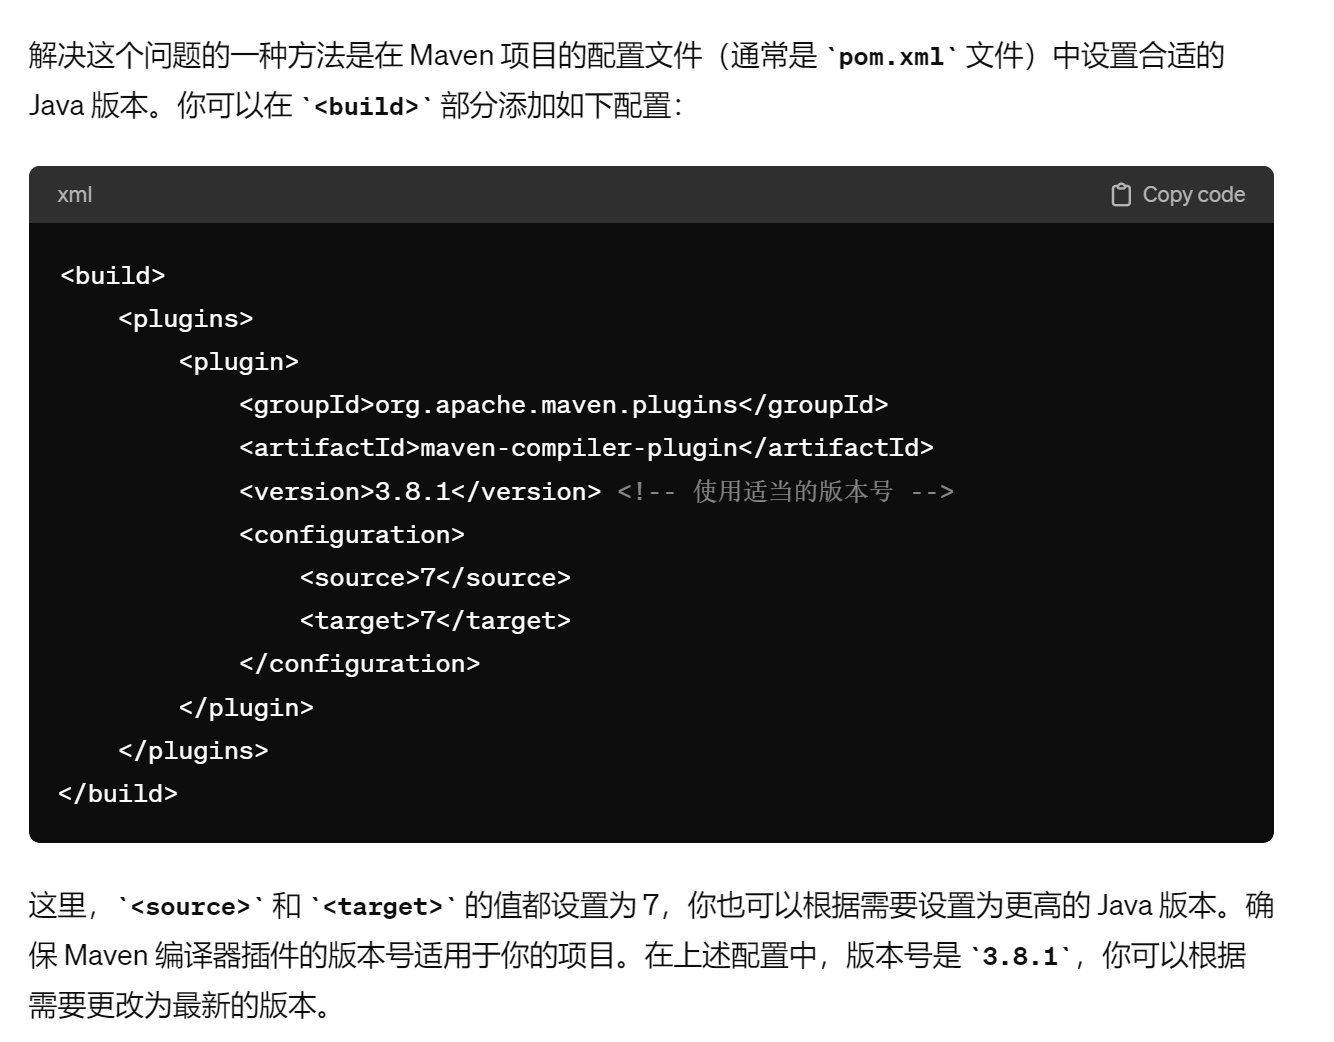 解决这个问题的一种方法是在 Maven 项目的配置文件（通常是 `pom.xml` 文件）中设置合适的
Java 版本。你可以在 `<build>` 部分添加如下配置：
xml
Copy code
<build>
    <plugins>
        <plugin>
            <groupId>org.apache.maven.plugins</groupId>
            <artifactId>maven-compiler-plugin</artifactId>
            <version>3.8.1</version> <!-- 使用适当的版本号 -->
            <configuration>
                <source>7</source>
                <target>7</target>
            </configuration>
        </plugin>
    </plugins>
</build>
这里，`<source>` 和 `<target>` 的值都设置为 7，你也可以根据需要设置为更高的 Java 版本。确
保 Maven 编译器插件的版本号适用于你的项目。在上述配置中，版本号是 `3.8.1`，你可以根据
需要更改为最新的版本。